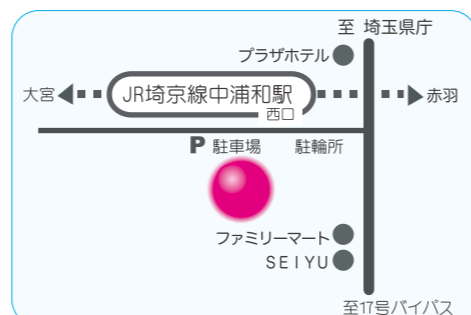 至 埼玉県庁
プラザホテル
大宮
JR埼京線中浦和駅
赤羽
西口
P 駐車場
駐輪所
ファミリーマート
SEIYU
至17号バイパス